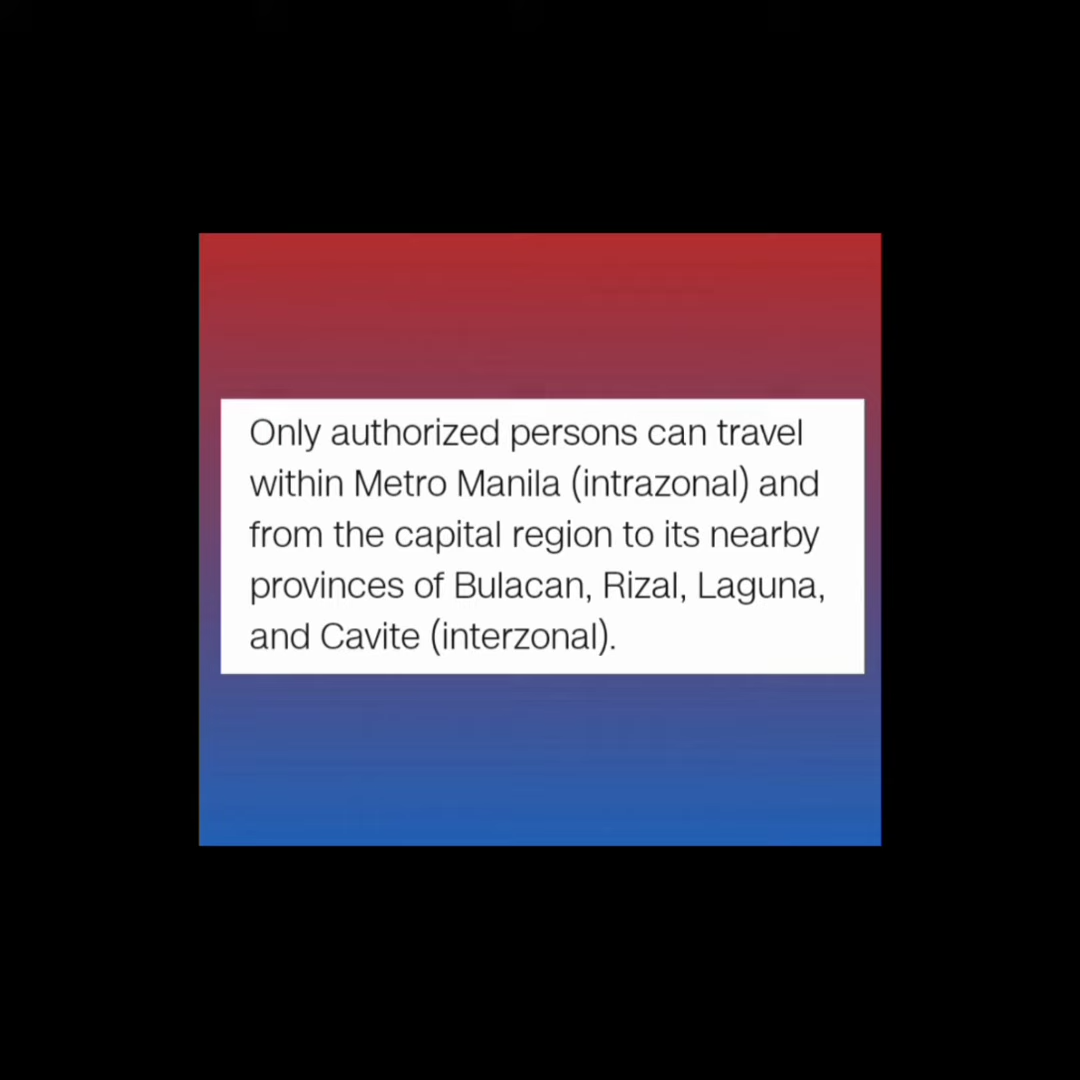 Only authorized persons can travel
within Metro Manila (intrazonal) and
from the capital region to its nearby
provinces of Bulacan, Rizal, Laguna,
and Cavite (interzonal).